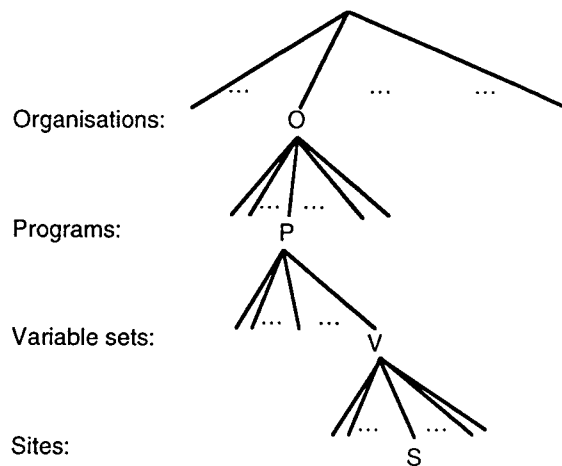 ... ... ...
Organisations: O
... ...
Programs: P
... ...
Variable sets: V
... ...
Sites: S